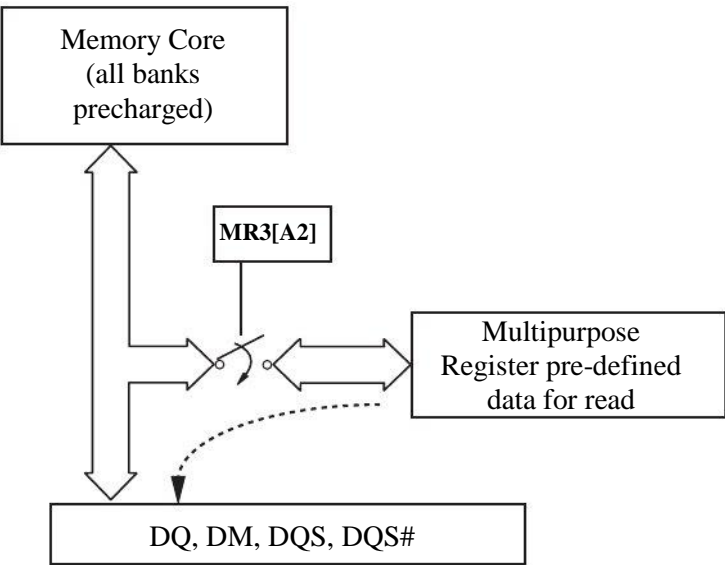 Memory Core
(all banks
precharged)
MR3[A2]
Multipurpose
Register pre-defined
data for read
DQ, DM, DQS, DQS#